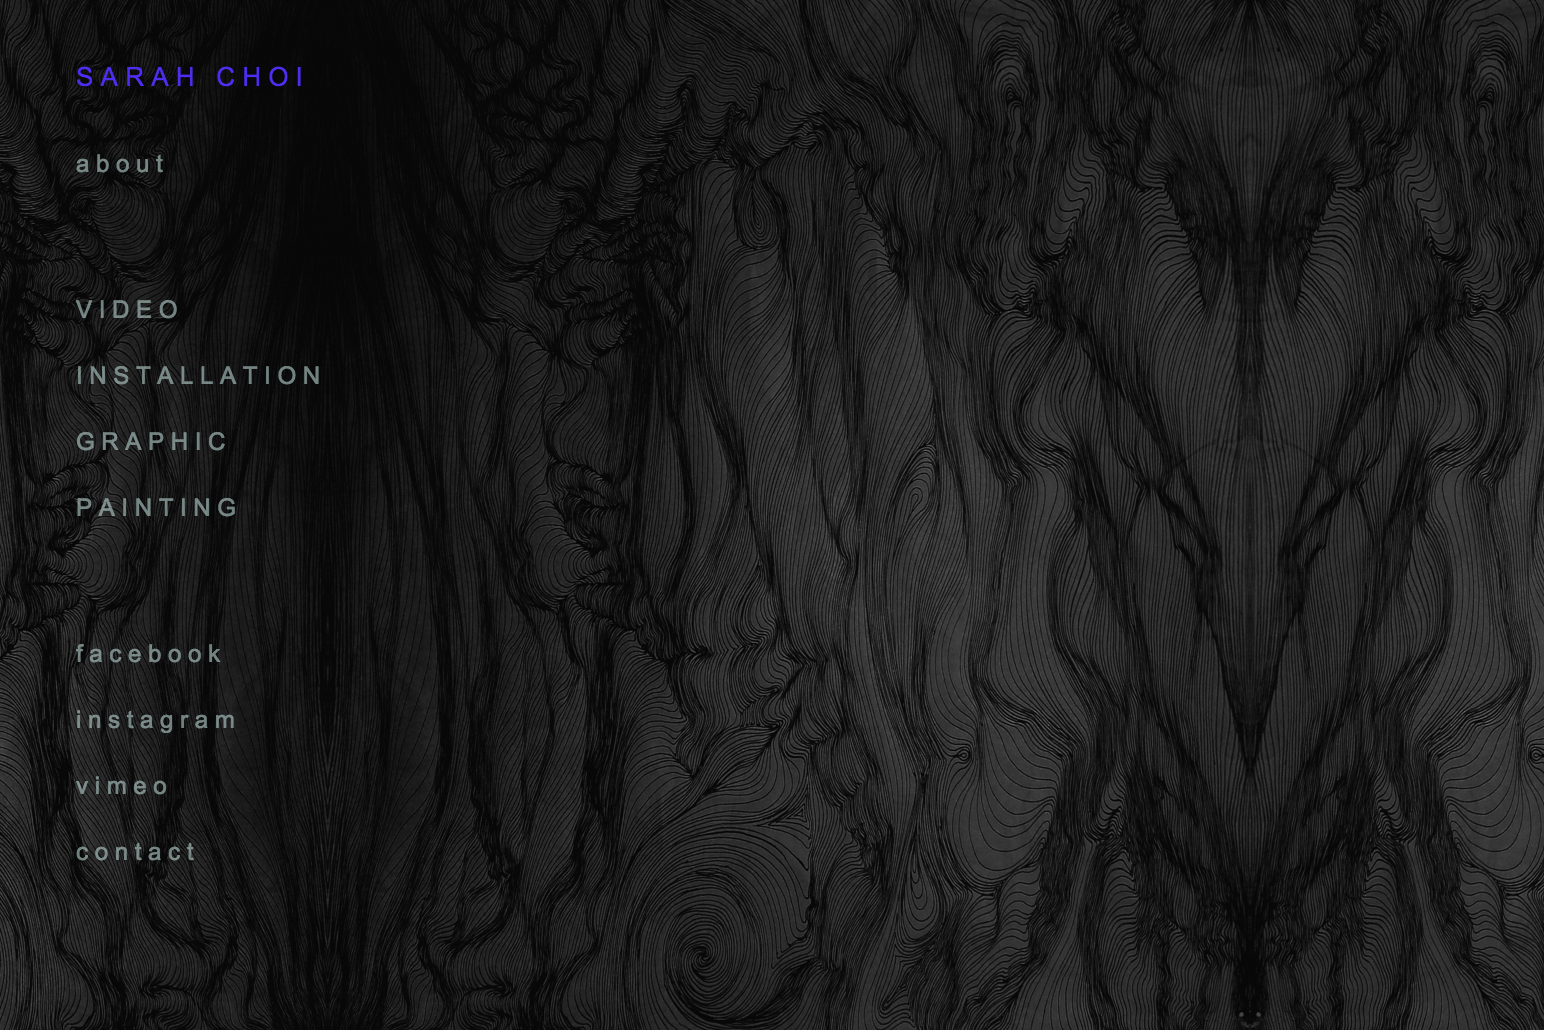 SARAH CHOI
about
VIDEO
INSTALLATION
GRAPHIC
PAINTING
facebook
instagram
vimeo
contact